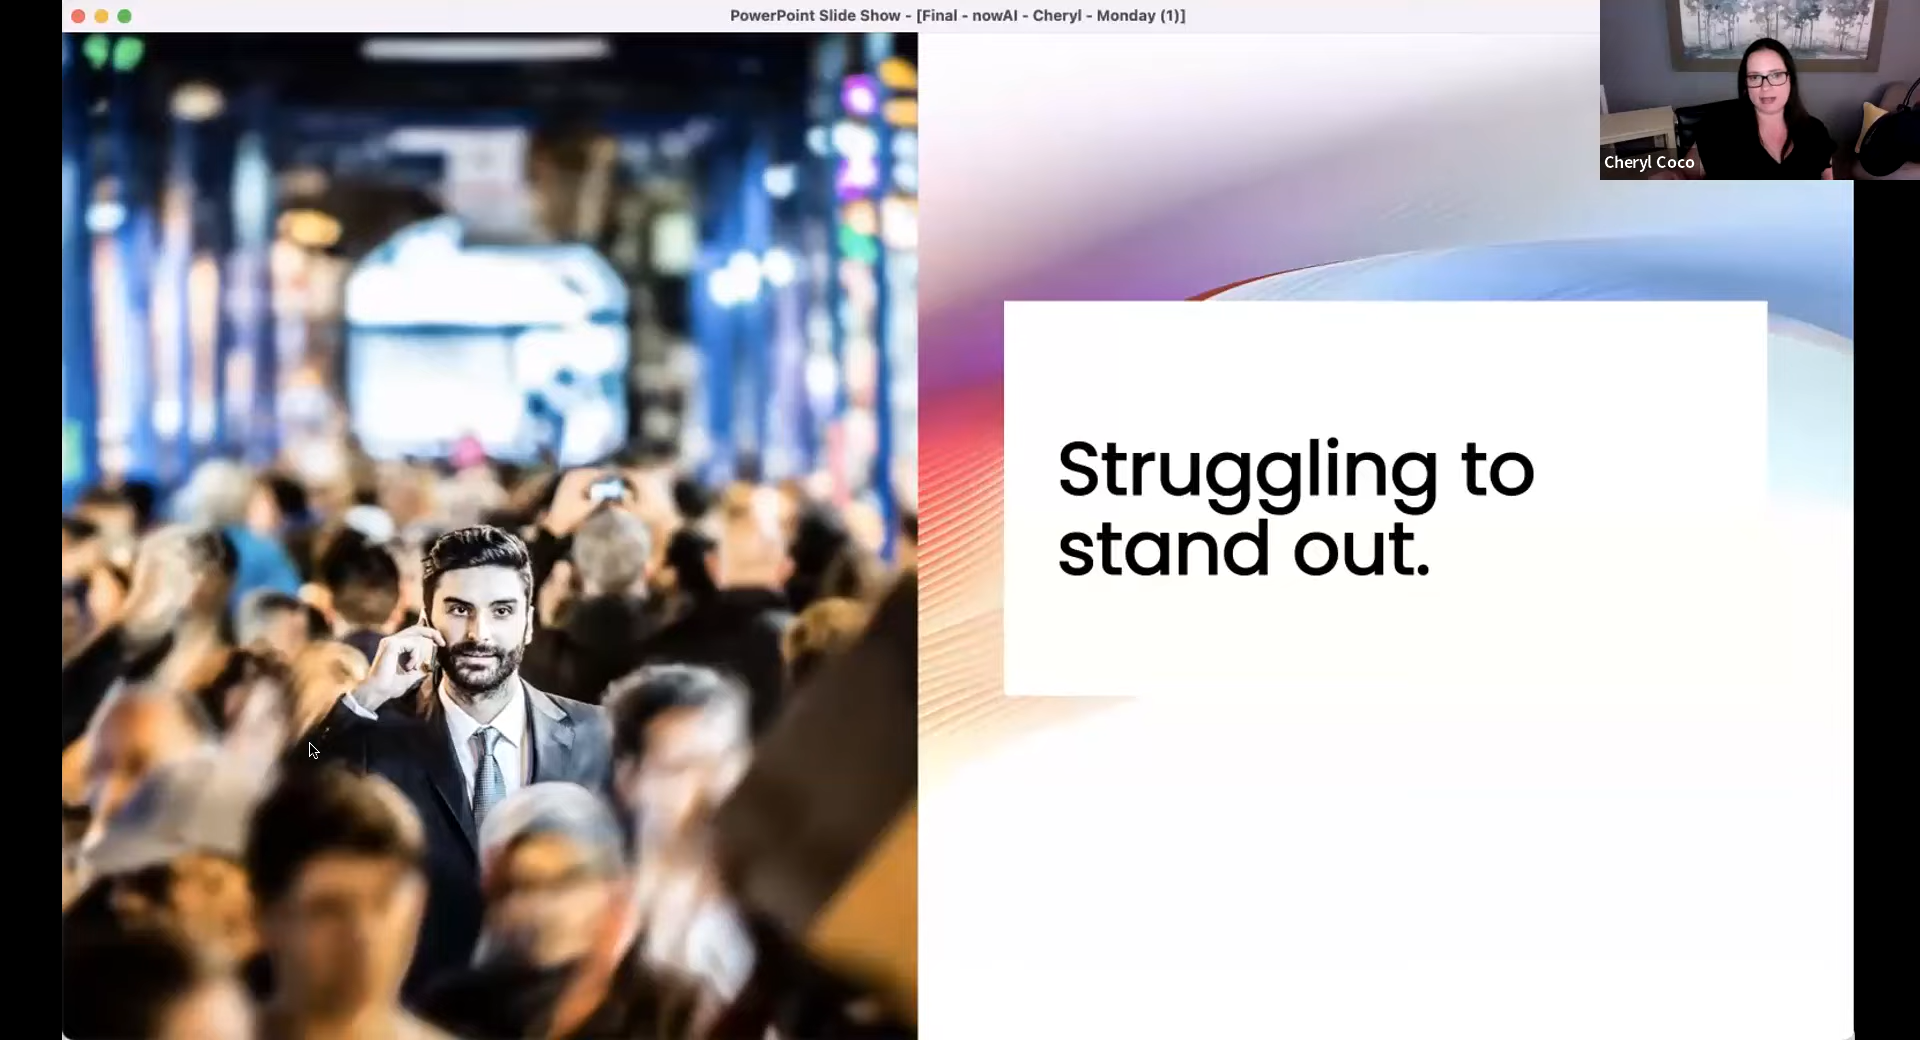 PowerPoint Slide Show - [Final - nowAI - Cheryl - Monday (1)]
Cheryl Coco
Struggling to
stand out.